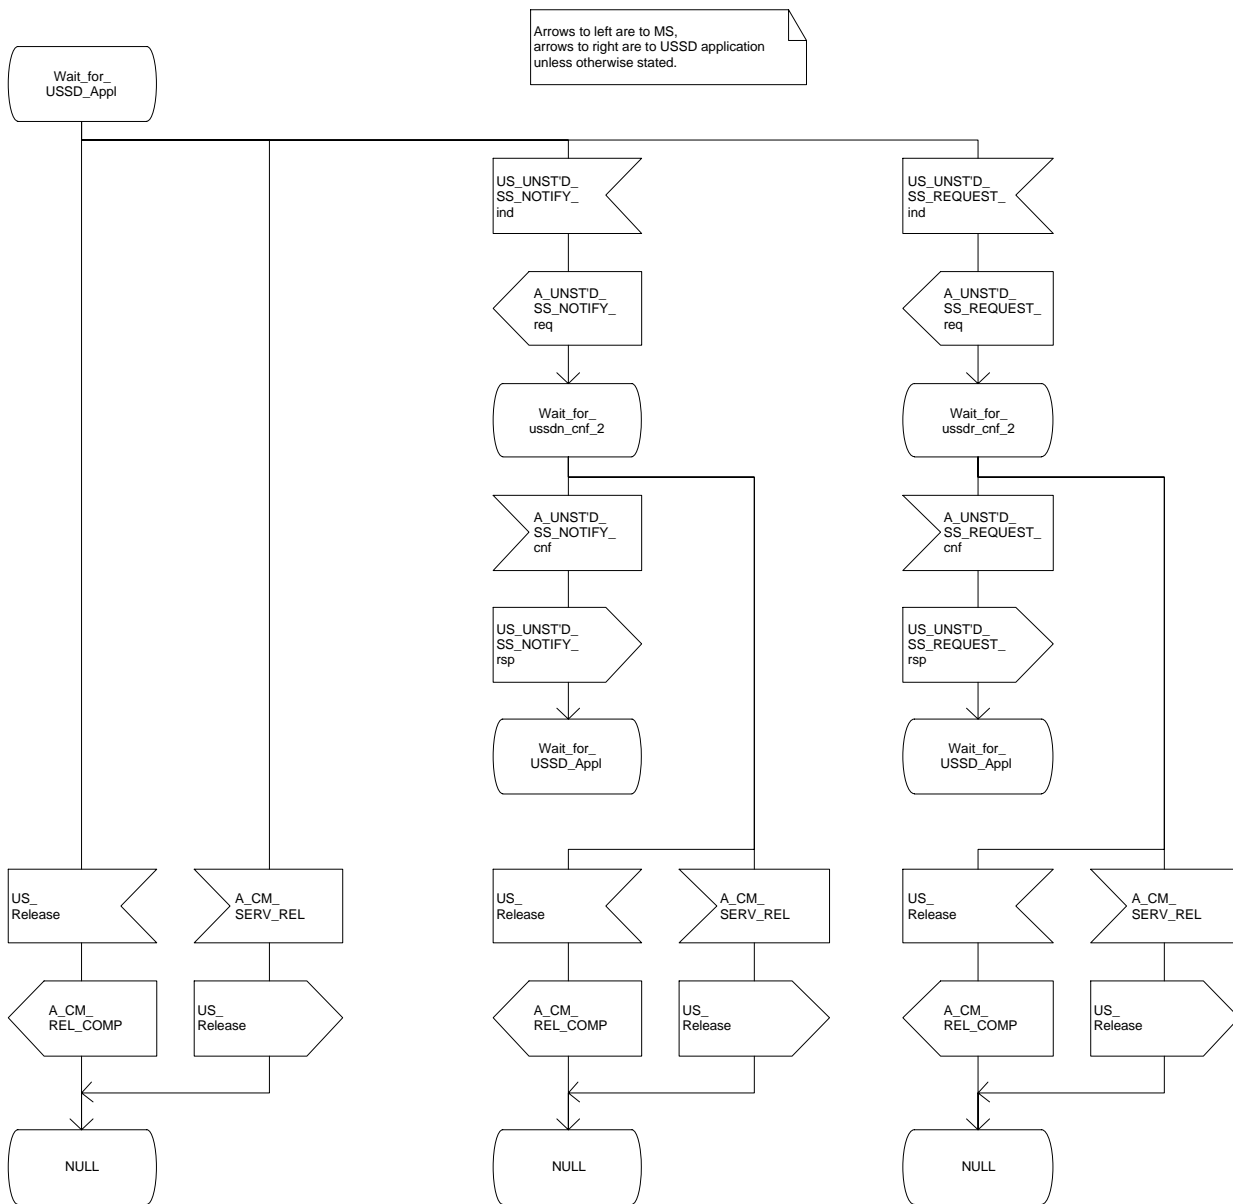 Arrows to left are to MS,
arrows to right are to USSD application
unless otherwise stated.
Wait_for_
USSD_Appl
US_UNST'D_
SS_NOTIFY_
ind
US_UNST'D_
SS_REQUEST_
ind
A_UNST'D_
SS_NOTIFY_
req
A_UNST'D_
SS_REQUEST_
req
Wait_for_
ussdn_cnf_2
Wait_for_
ussdr_cnf_2
A_UNST'D_
SS_NOTIFY_
cnf
A_UNST'D_
SS_REQUEST_
cnf
US_UNST'D_
SS_NOTIFY_
rsp
US_UNST'D_
SS_REQUEST_
rsp
Wait_for_
USSD_Appl
Wait_for_
USSD_Appl
US_
Release
A_CM_
SERV_REL
US_
Release
A_CM_
SERV_REL
US_
Release
A_CM_
SERV_REL
A_CM_
REL_COMP
US_
Release
A_CM_
REL_COMP
US_
Release
A_CM_
REL_COMP
US_
Release
NULL
NULL
NULL